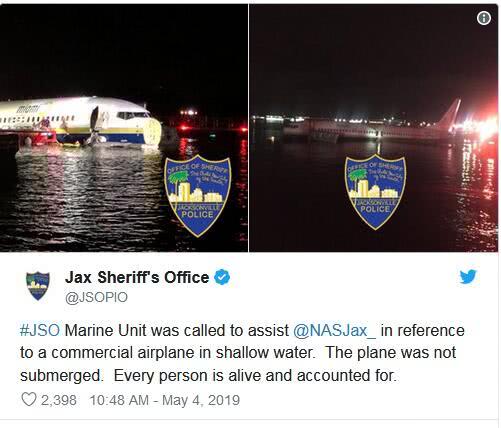 miami
OFFICE OF SHERIFF
JACKSONVILLE
POLICE
OFFICE OF SHERIFF
JACKSONVILLE
POLICE
Jax Sheriff's Office
@JSOPIO
#JSO Marine Unit was called to assist @NASJax_ in reference
to a commercial airplane in shallow water.  The plane was not
submerged.  Every person is alive and accounted for.
2,398 10:48 AM - May 4, 2019